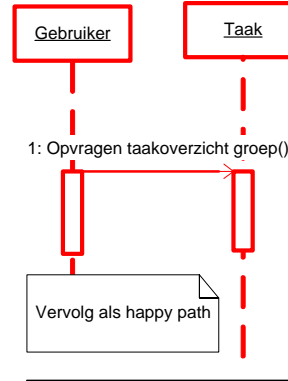 Gebruiker
Taak
1: Opvragen taakoverzicht groep()
Vervolg als happy path